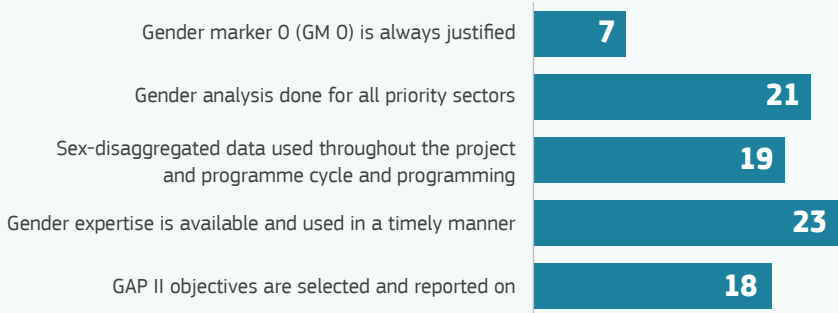 Gender marker 0 (GM 0) is always justified
7
Gender analysis done for all priority sectors
21
Sex-disaggregated data used throughout the project
and programme cycle and programming
19
Gender expertise is available and used in a timely manner
23
GAP II objectives are selected and reported on
18